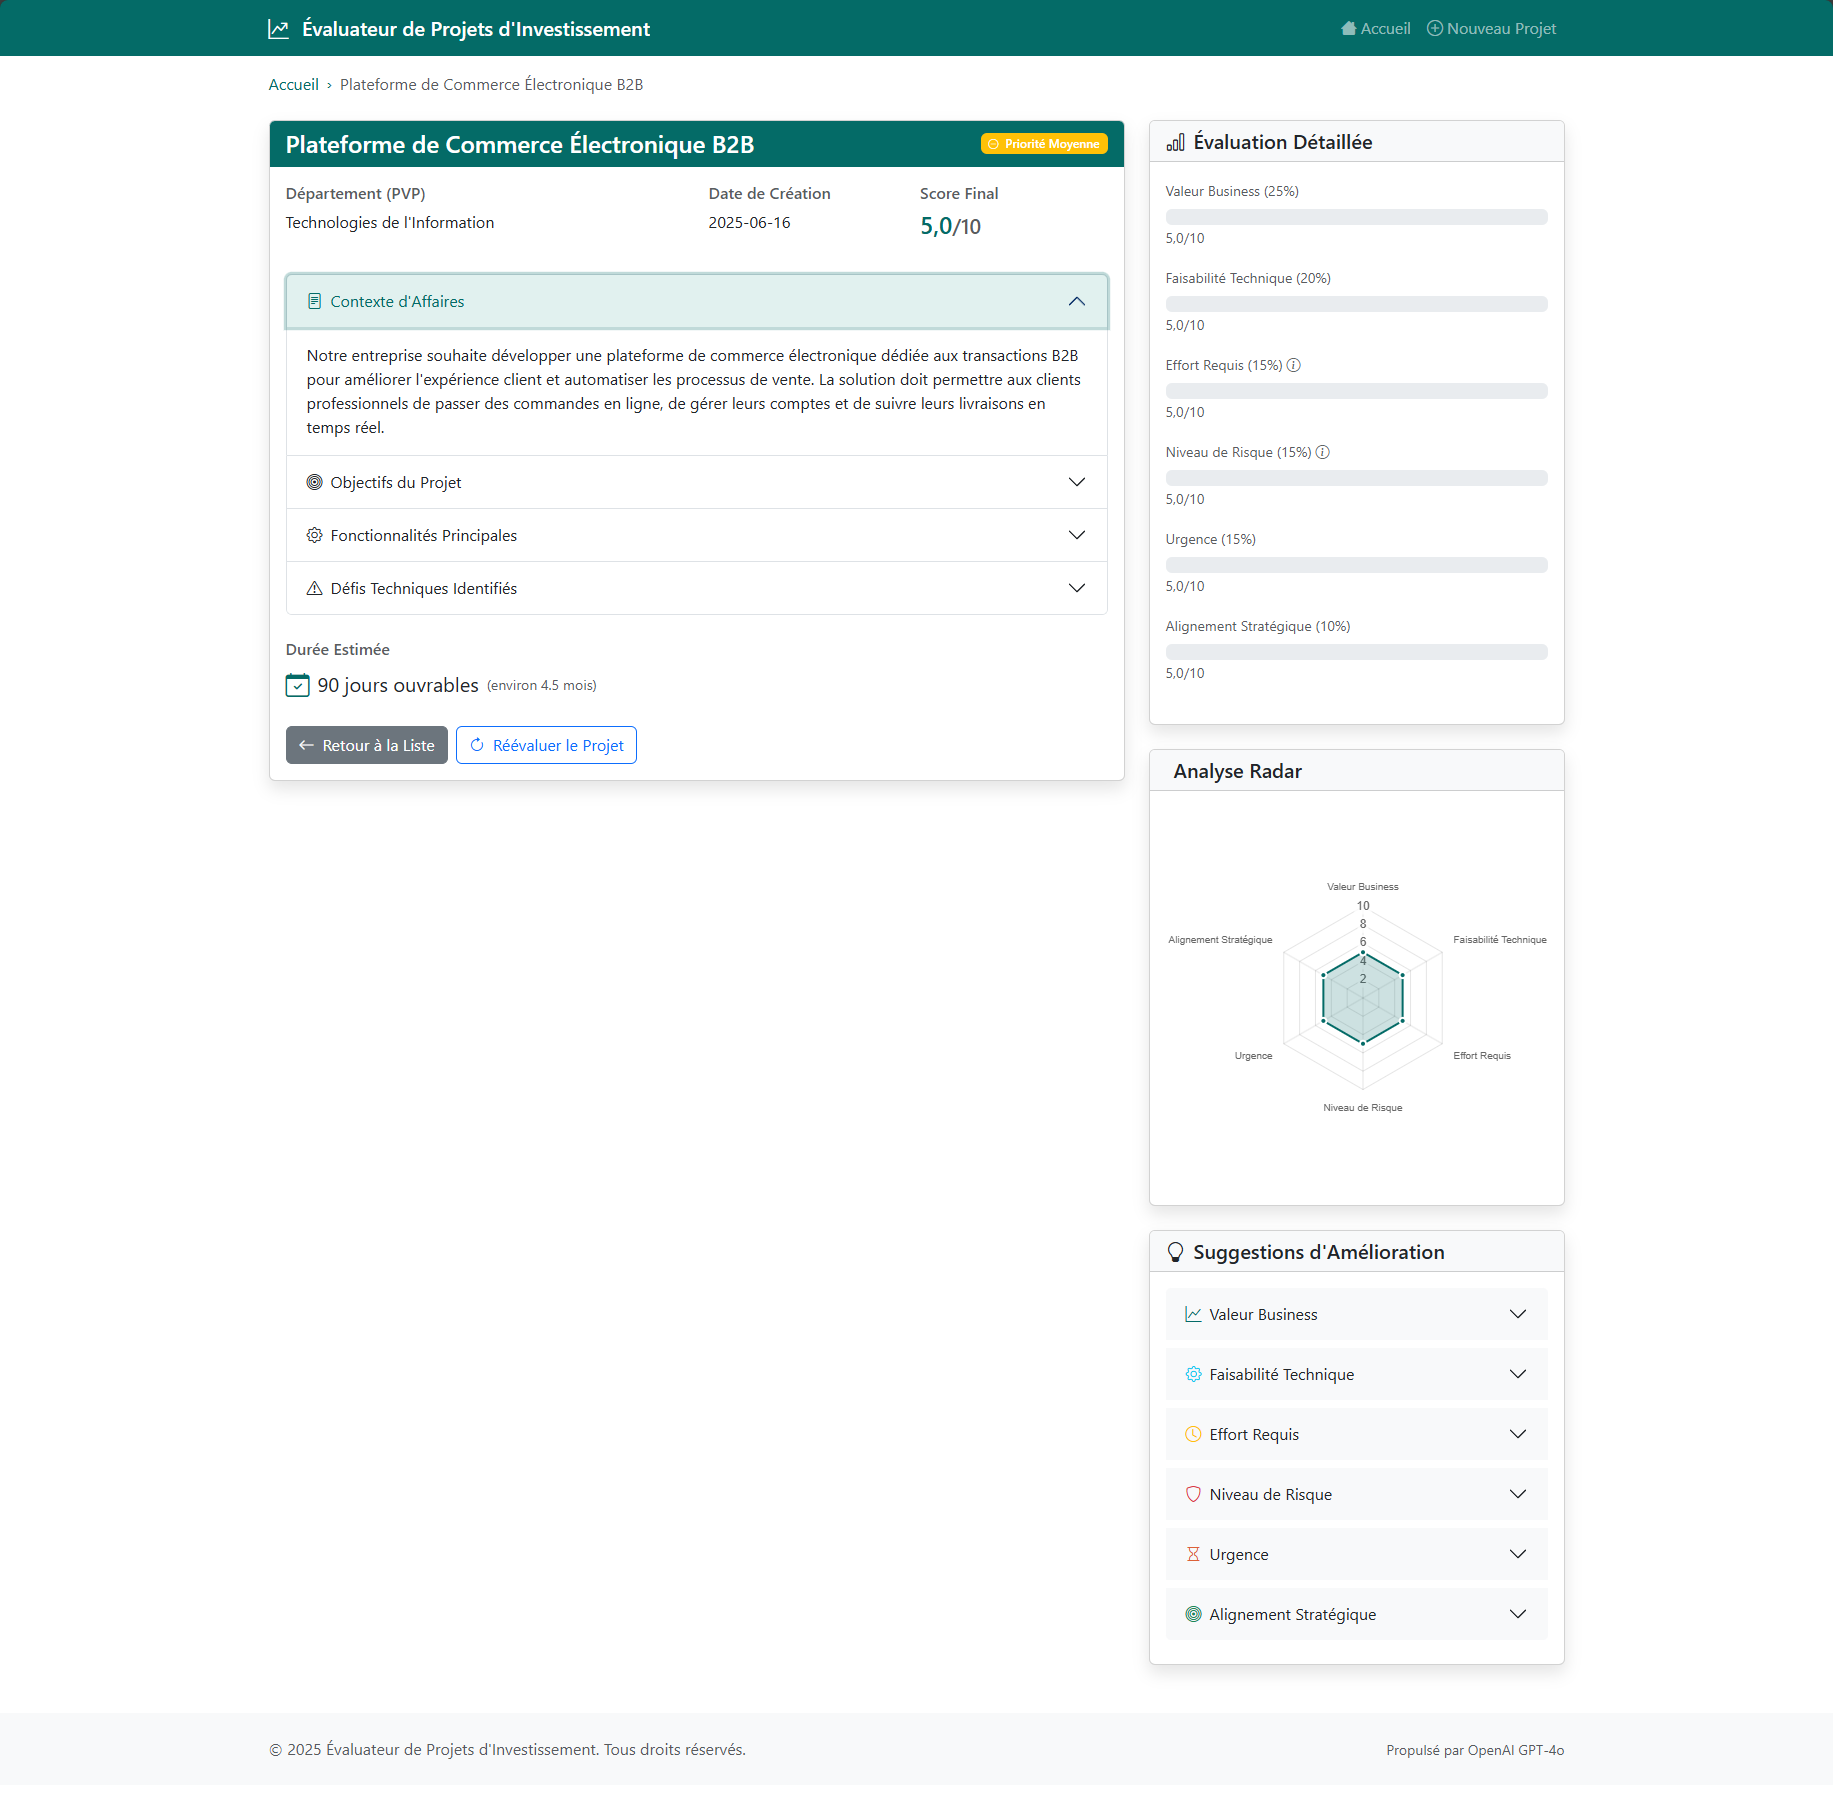 Évaluateur de Projets d'Investissement
Accueil
Nouveau Projet
Accueil › Plateforme de Commerce Électronique B2B
Plateforme de Commerce Électronique B2B
Priorité Moyenne
Département (PVP)
Technologies de l'Information
Date de Création
2025-06-16
Score Final
5,0/10
Contexte d'Affaires
Notre entreprise souhaite développer une plateforme de commerce électronique dédiée aux transactions B2B
pour améliorer l'expérience client et automatiser les processus de vente. La solution doit permettre aux clients
professionnels de passer des commandes en ligne, de gérer leurs comptes et de suivre leurs livraisons en
temps réel.
Objectifs du Projet
Fonctionnalités Principales
Défis Techniques Identifiés
Durée Estimée
90 jours ouvrables (environ 4.5 mois)
Retour à la Liste
Réévaluer le Projet
Évaluation Détaillée
Valeur Business (25%)
5,0/10
Faisabilité Technique (20%)
5,0/10
Effort Requis (15%)
5,0/10
Niveau de Risque (15%)
5,0/10
Urgence (15%)
5,0/10
Alignement Stratégique (10%)
5,0/10
Analyse Radar
Valeur Business
10
8
6
4
2
Alignement Stratégique
Faisabilité Technique
Urgence
Effort Requis
Niveau de Risque
Suggestions d'Amélioration
Valeur Business
Faisabilité Technique
Effort Requis
Niveau de Risque
Urgence
Alignement Stratégique
© 2025 Évaluateur de Projets d'Investissement. Tous droits réservés.
Propulsé par OpenAI GPT-4o